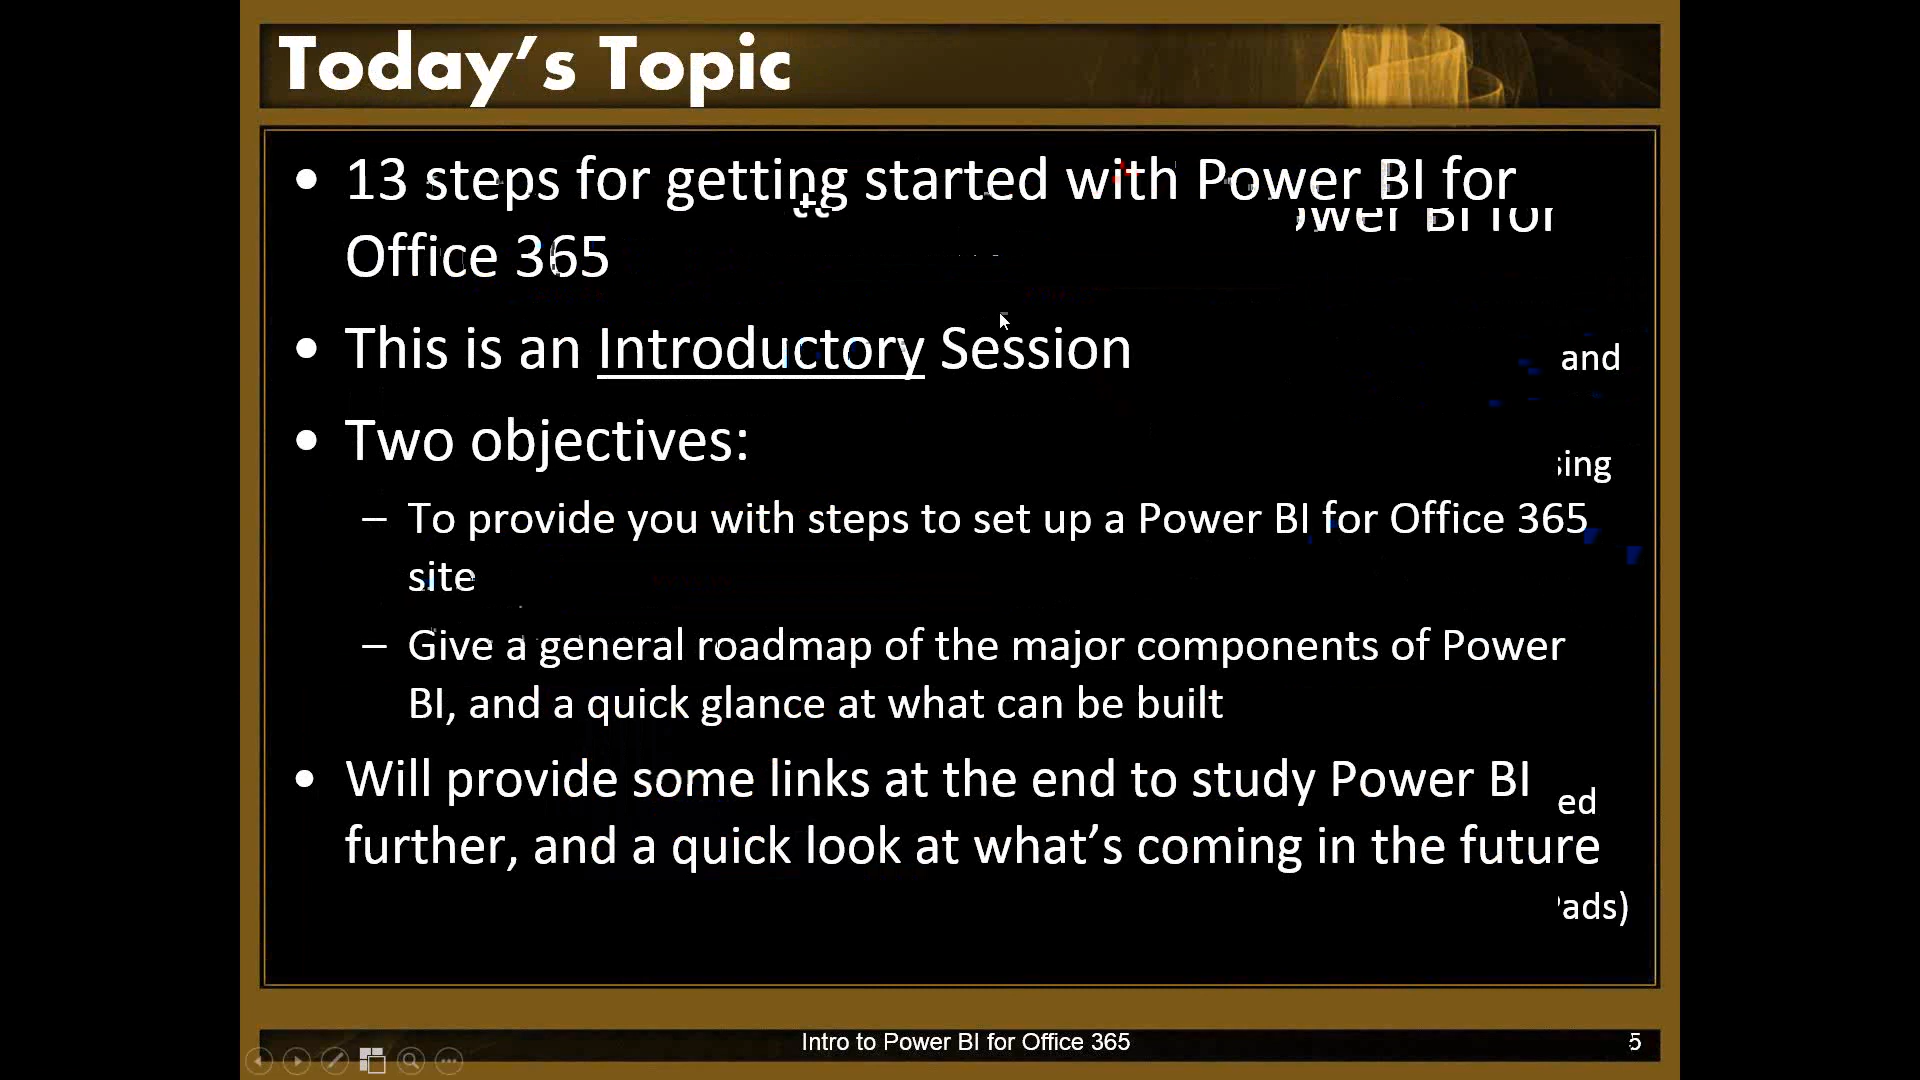 Today’s Topic
• 13 steps for getting started with Power BI for
Office 365
• This is an Introductory Session
• Two objectives:
– To provide you with steps to set up a Power BI for Office 365
site
– Give a general roadmap of the major components of Power
BI, and a quick glance at what can be built
• Will provide some links at the end to study Power BI
further, and a quick look at what’s coming in the future
and
ed
Intro to Power BI for Office 365
5